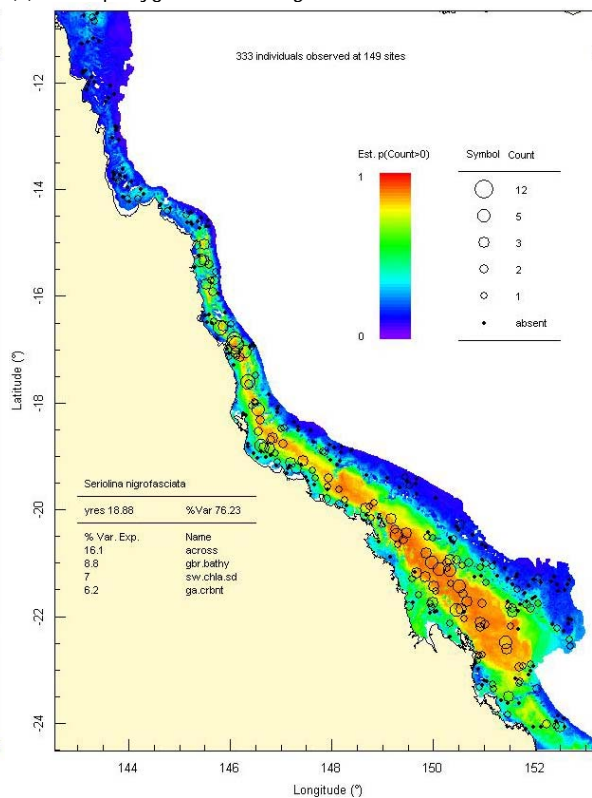 333 individuals observed at 149 sites
Est. p(Count>0)
1
0
Symbol Count
12
5
3
2
1
absent
Latitude (°)
-12
-14
-16
-18
-20
-22
-24
Seriolina nigrofasciata
yres 18.88 %Var 76.23
% Var. Exp. Name
16.1 across
8.8 gbr.bathy
7 sw.chla.sd
6.2 ga.crbnt
144 146 148 150 152
Longitude (°)